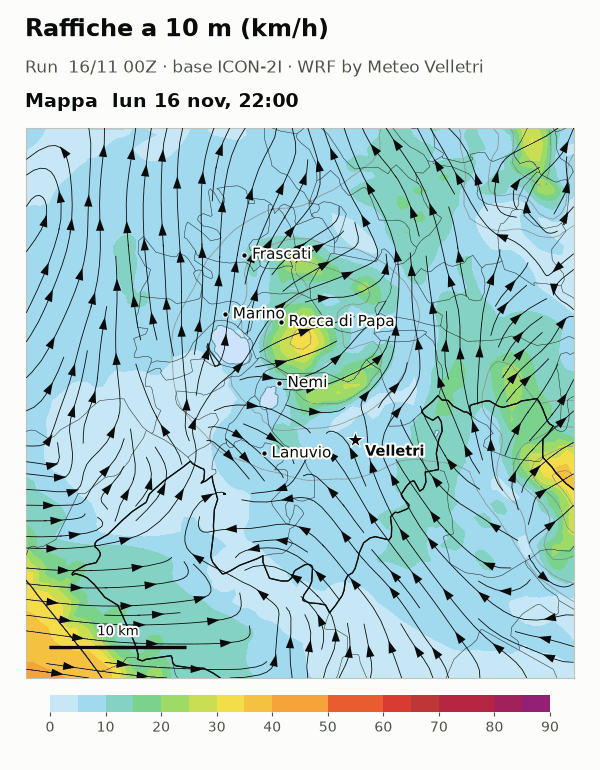 Raffiche a 10 m (km/h)
Run  16/11 00Z · base ICON-2I · WRF by Meteo Velletri
Mappa  lun 16 nov, 22:00
Frascati
Marino
Rocca di Papa
Nemi
Velletri
Lanuvio
10 km
0 10 20 30 40 50 60 70 80 90